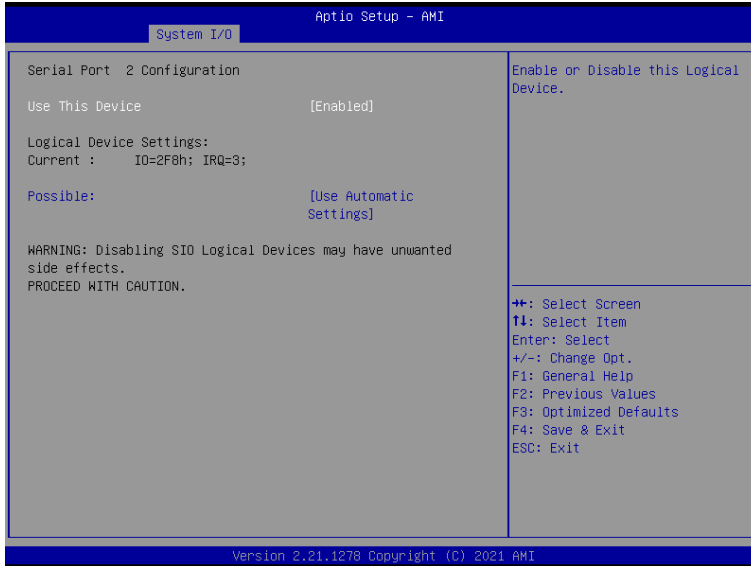 Aptio Setup – AMI
System I/O
Serial Port 2 Configuration
Use This Device [Enabled]
Logical Device Settings:
Current : IO=2F8h; IRQ=3;
Possible: [Use Automatic
Settings]
WARNING: Disabling SIO Logical Devices may have unwanted
side effects.
PROCEED WITH CAUTION.
Enable or Disable this Logical
Device.
→←: Select Screen
↑↓: Select Item
Enter: Select
+/-: Change Opt.
F1: General Help
F2: Previous Values
F3: Optimized Defaults
F4: Save & Exit
ESC: Exit
Version 2.21.1278 Copyright (C) 2021 AMI